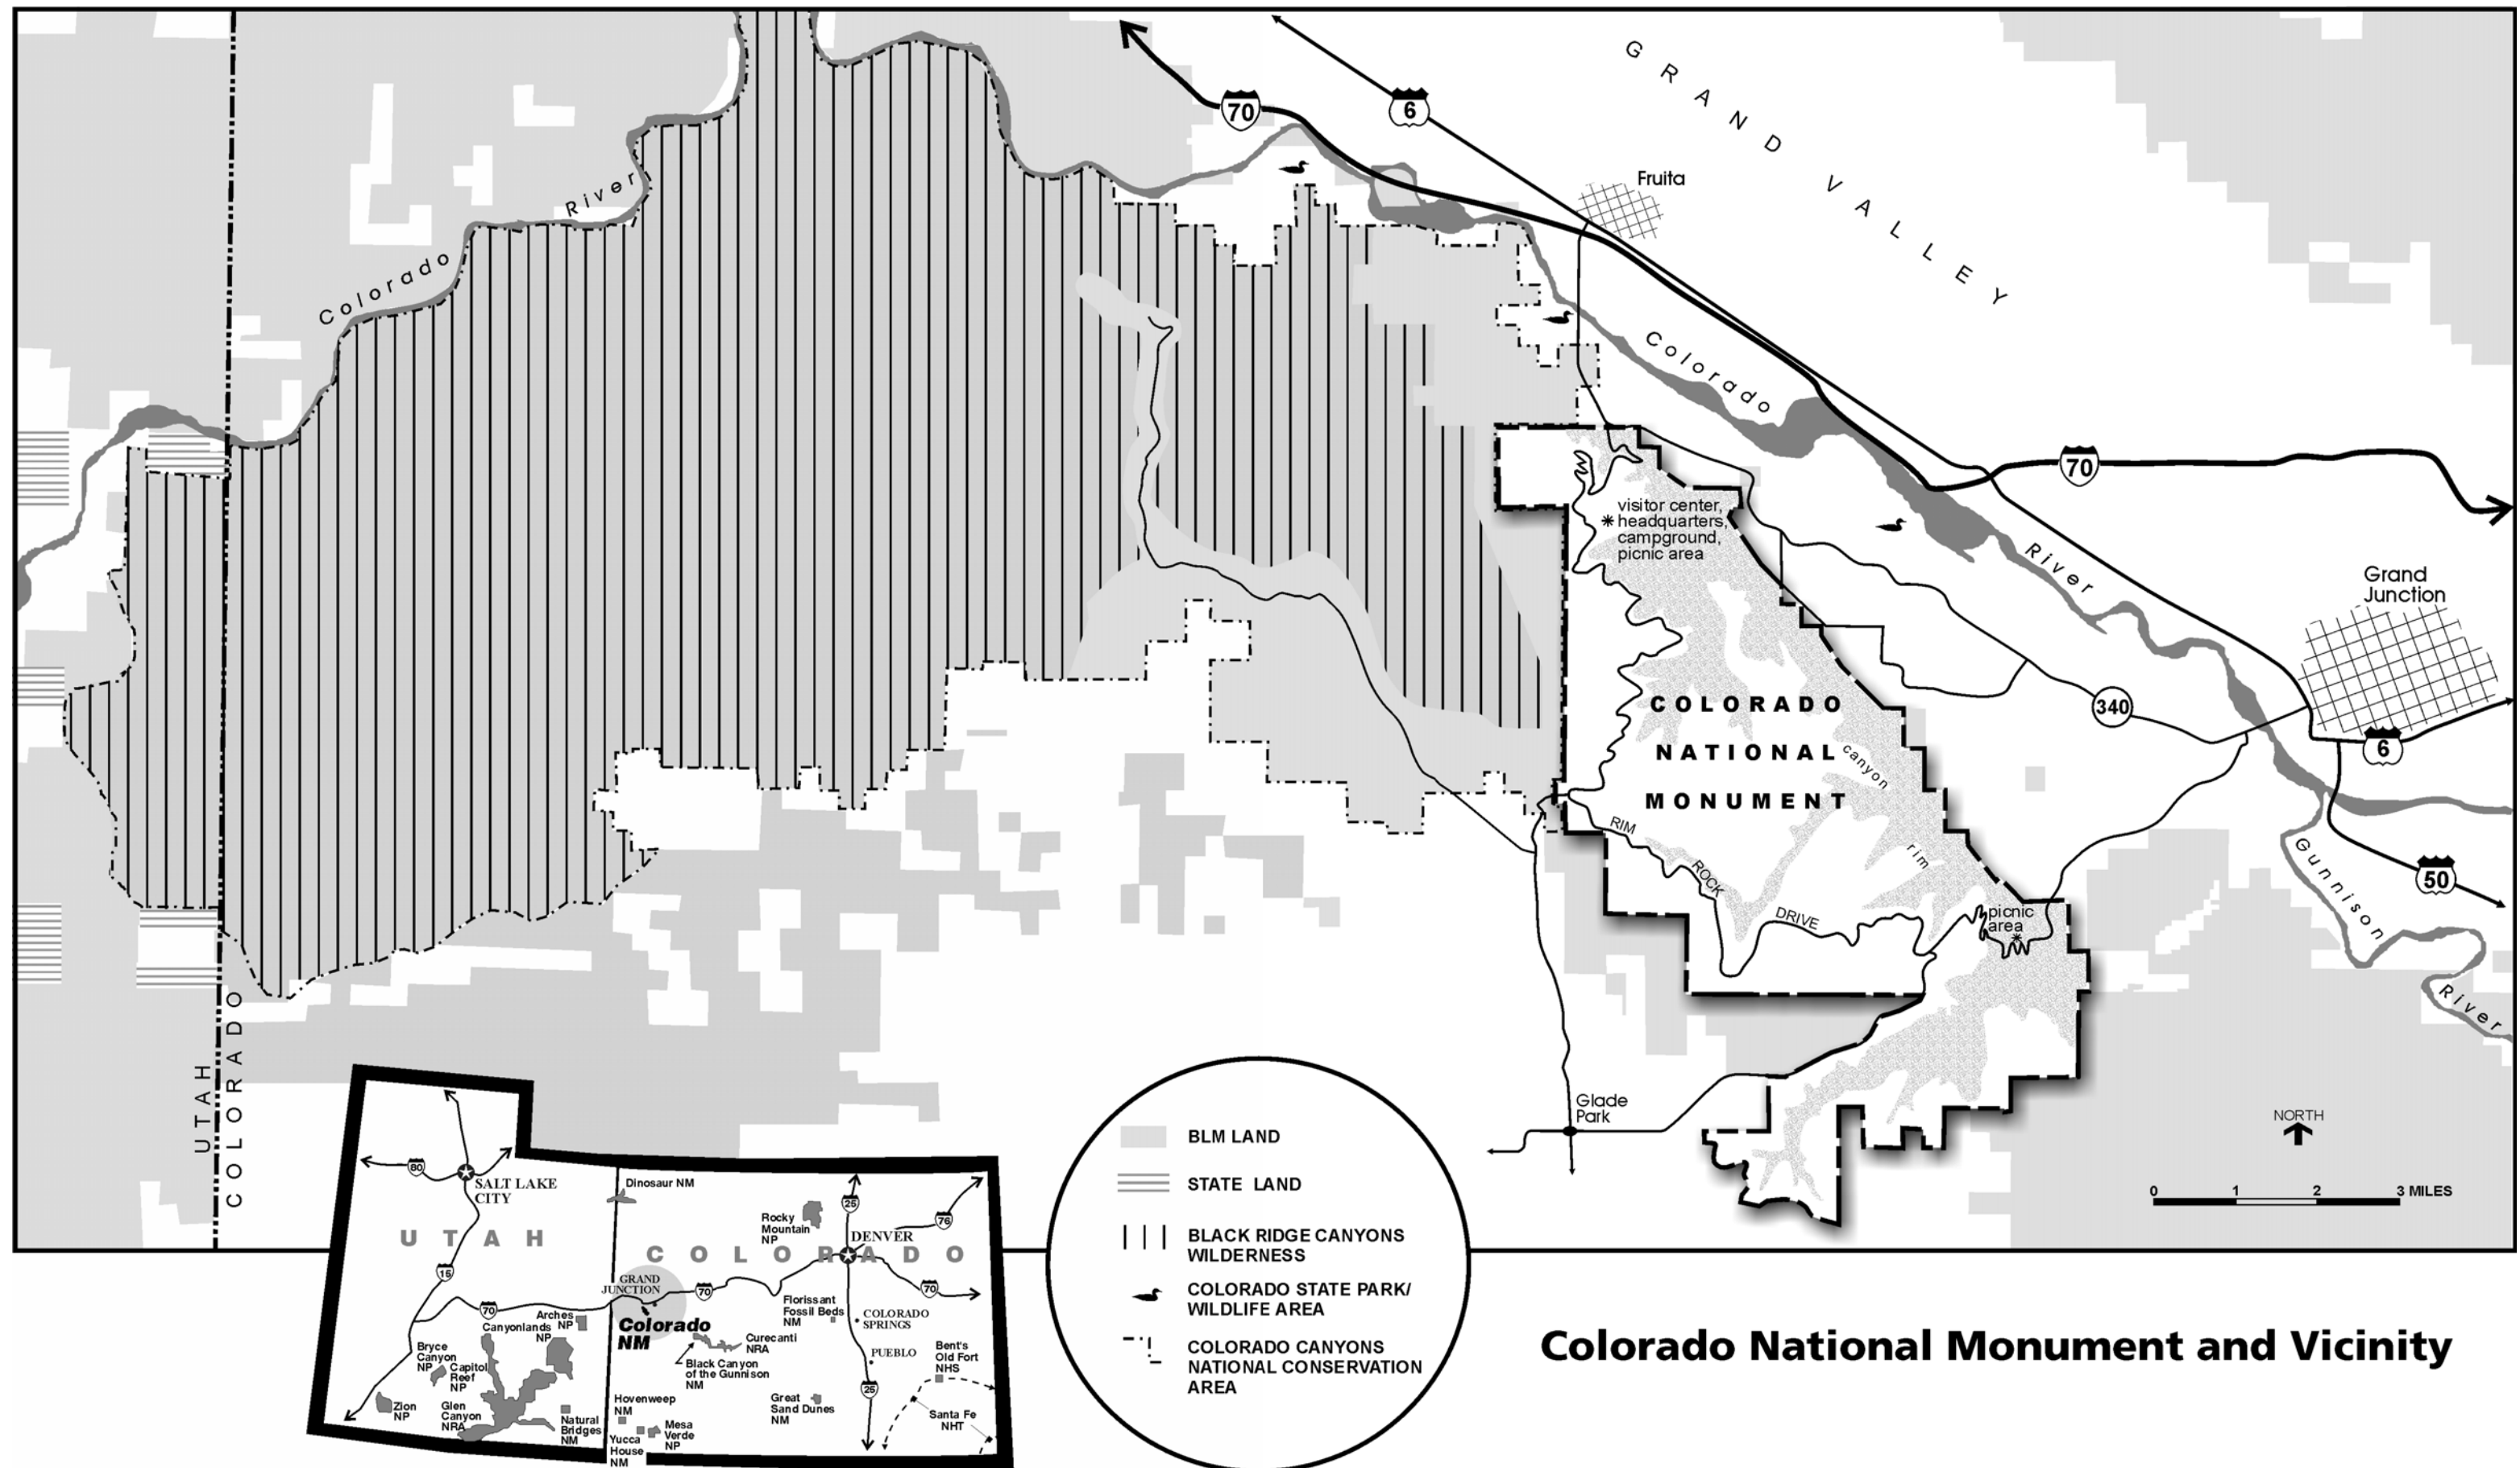 GRAND VALLEY
70
6
Fruita
Colorado River
Colorado River
70
visitor center,
headquarters,
campground,
picnic area
Grand
Junction
COLORADO
NATIONAL
MONUMENT
canyon
rim
340
6
50
RIM ROCK DRIVE
picnic
area
Gunnison River
UTAH
COLORADO
Glade
Park
NORTH
0 1 2 3 MILES
BLM LAND
STATE LAND
BLACK RIDGE CANYONS
WILDERNESS
COLORADO STATE PARK/
WILDLIFE AREA
COLORADO CANYONS
NATIONAL CONSERVATION
AREA
80
SALT LAKE
CITY
UTAH
15
70
Arches
NP
Canyonlands
NP
Bryce
Canyon
NP
Capitol
Reef
NP
Zion
NP
Glen
Canyon
NRA
Natural
Bridges
NM
Dinosaur NM
Rocky
Mountain
NP
25
76
DENVER
COLORADO
GRAND
JUNCTION
70
70
Colorado
NM
Florissant
Fossil Beds
NM
COLORADO
SPRINGS
Curecanti
NRA
Black Canyon
of the Gunnison
NM
PUEBLO
Bent's
Old Fort
NHS
25
Hovenweep
NM
Great
Sand Dunes
NM
Mesa
Verde
NP
Yucca
House
NM
Santa Fe
NHT
Colorado National Monument and Vicinity